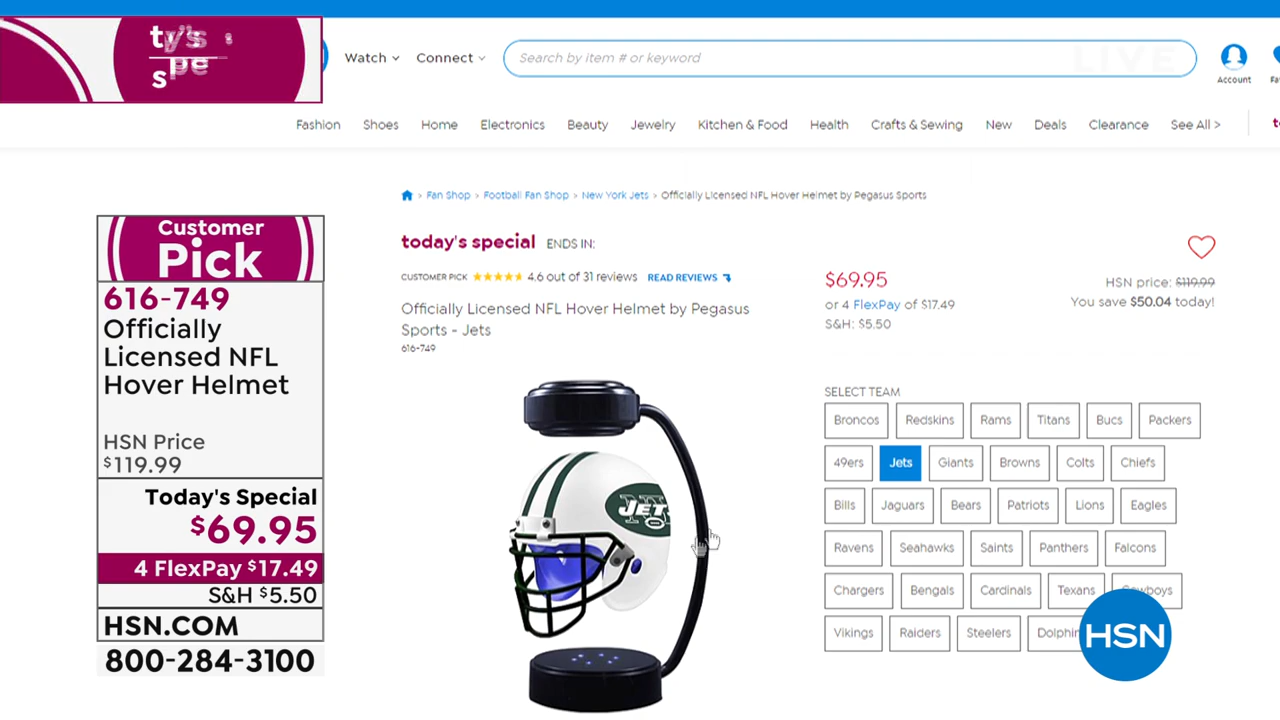 ty's
spe
Watch
Connect
Search by item # or keyword
LIVE
Account
Fashion Shoes Home Electronics Beauty Jewelry Kitchen & Food Health Crafts & Sewing New Deals Clearance See All >
> Fan Shop > Football Fan Shop > New York Jets > Officially Licensed NFL Hover Helmet by Pegasus Sports
Customer
Pick
616-749
Officially
Licensed NFL
Hover Helmet
HSN Price
$119.99
Today's Special
$69.95
4 FlexPay $17.49
S&H $5.50
HSN.COM
800-284-3100
today's special ENDS IN:
CUSTOMER PICK 4.6 out of 31 reviews READ REVIEWS
Officially Licensed NFL Hover Helmet by Pegasus
Sports - Jets
616-749
JETS
$69.95
or 4 FlexPay of $17.49
S&H: $5.50
HSN price: $119.99
You save $50.04 today!
SELECT TEAM
Broncos Redskins Rams Titans Bucs Packers
49ers Jets Giants Browns Colts Chiefs
Bills Jaguars Bears Patriots Lions Eagles
Ravens Seahawks Saints Panthers Falcons
Chargers Bengals Cardinals Texans Cowboys
Vikings Raiders Steelers Dolphin
HSN